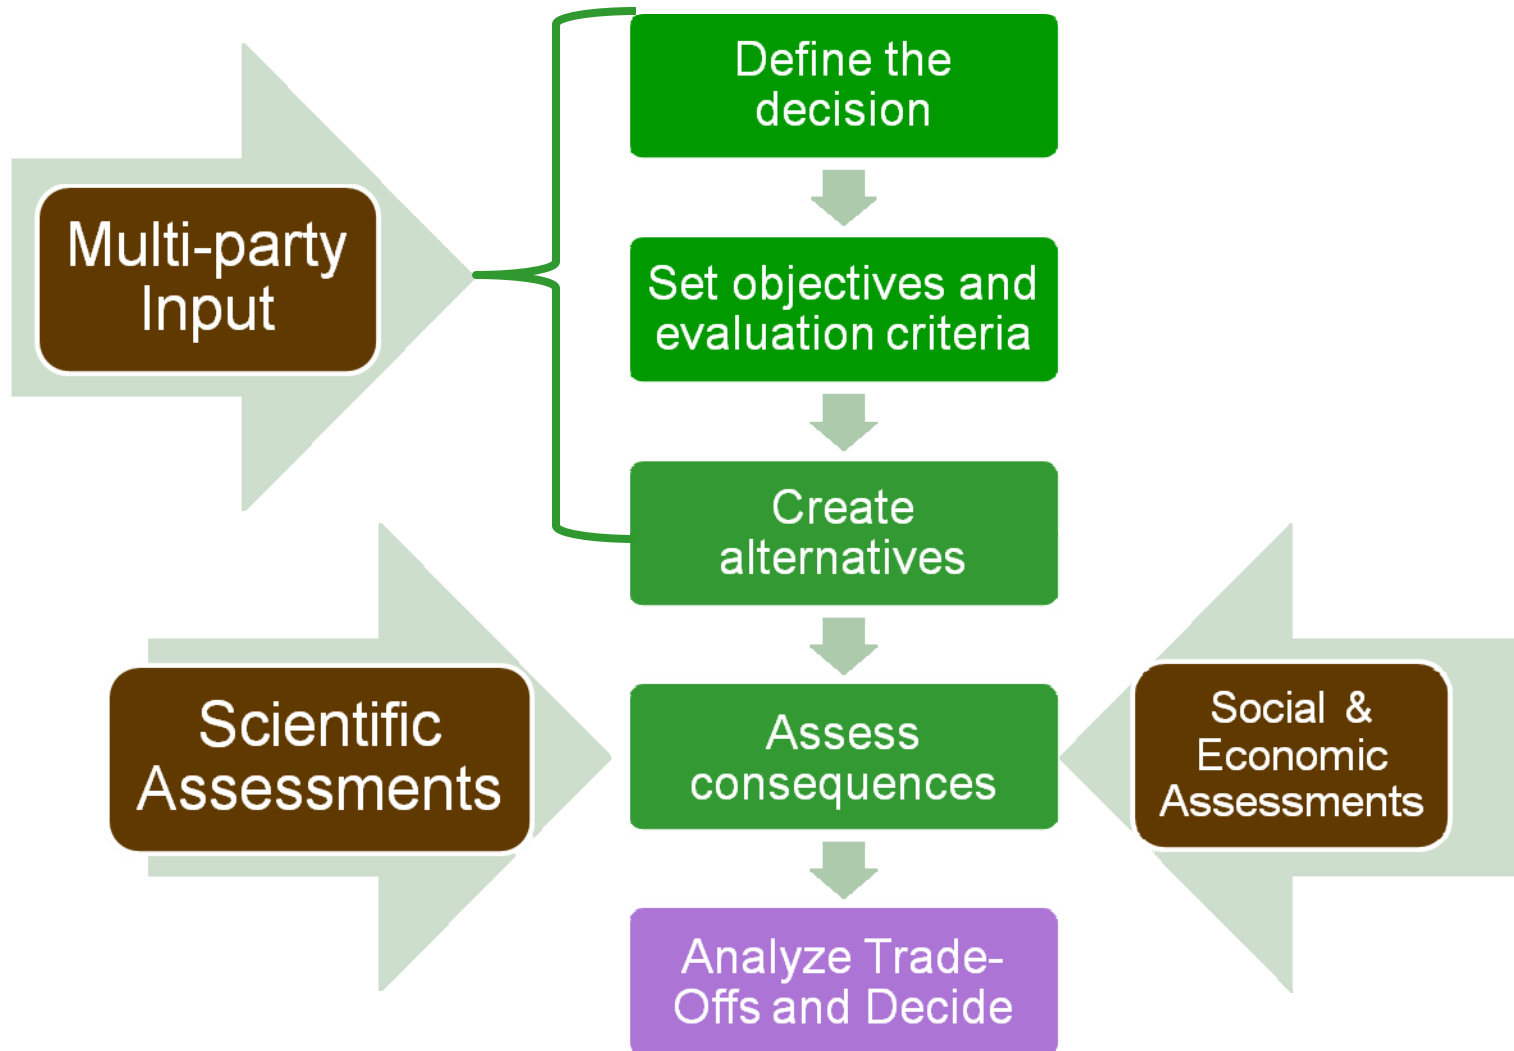 Define the
decision
Multi-party
Input
Set objectives and
evaluation criteria
Create
alternatives
Scientific
Assessments
Assess
consequences
Social &
Economic
Assessments
Analyze Trade-
Offs and Decide